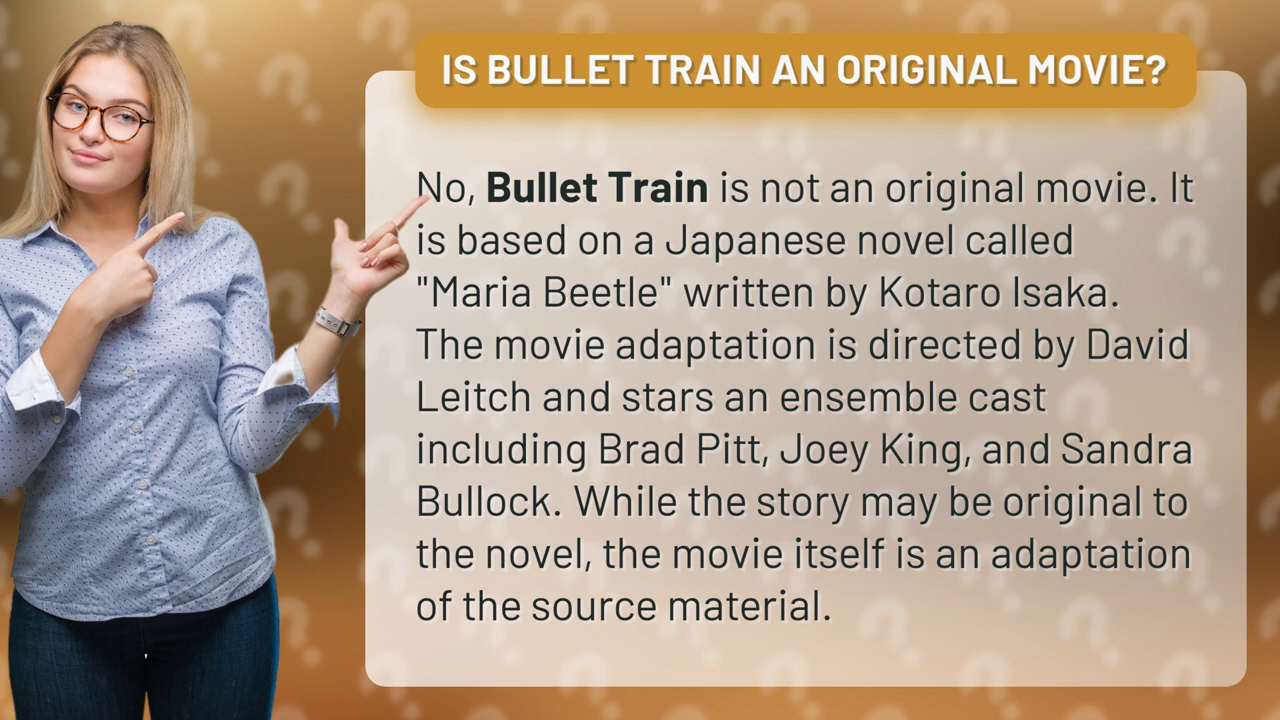 IS BULLET TRAIN AN ORIGINAL MOVIE?
No, Bullet Train is not an original movie. It
is based on a Japanese novel called
"Maria Beetle" written by Kotaro Isaka.
The movie adaptation is directed by David
Leitch and stars an ensemble cast
including Brad Pitt, Joey King, and Sandra
Bullock. While the story may be original to
the novel, the movie itself is an adaptation
of the source material.